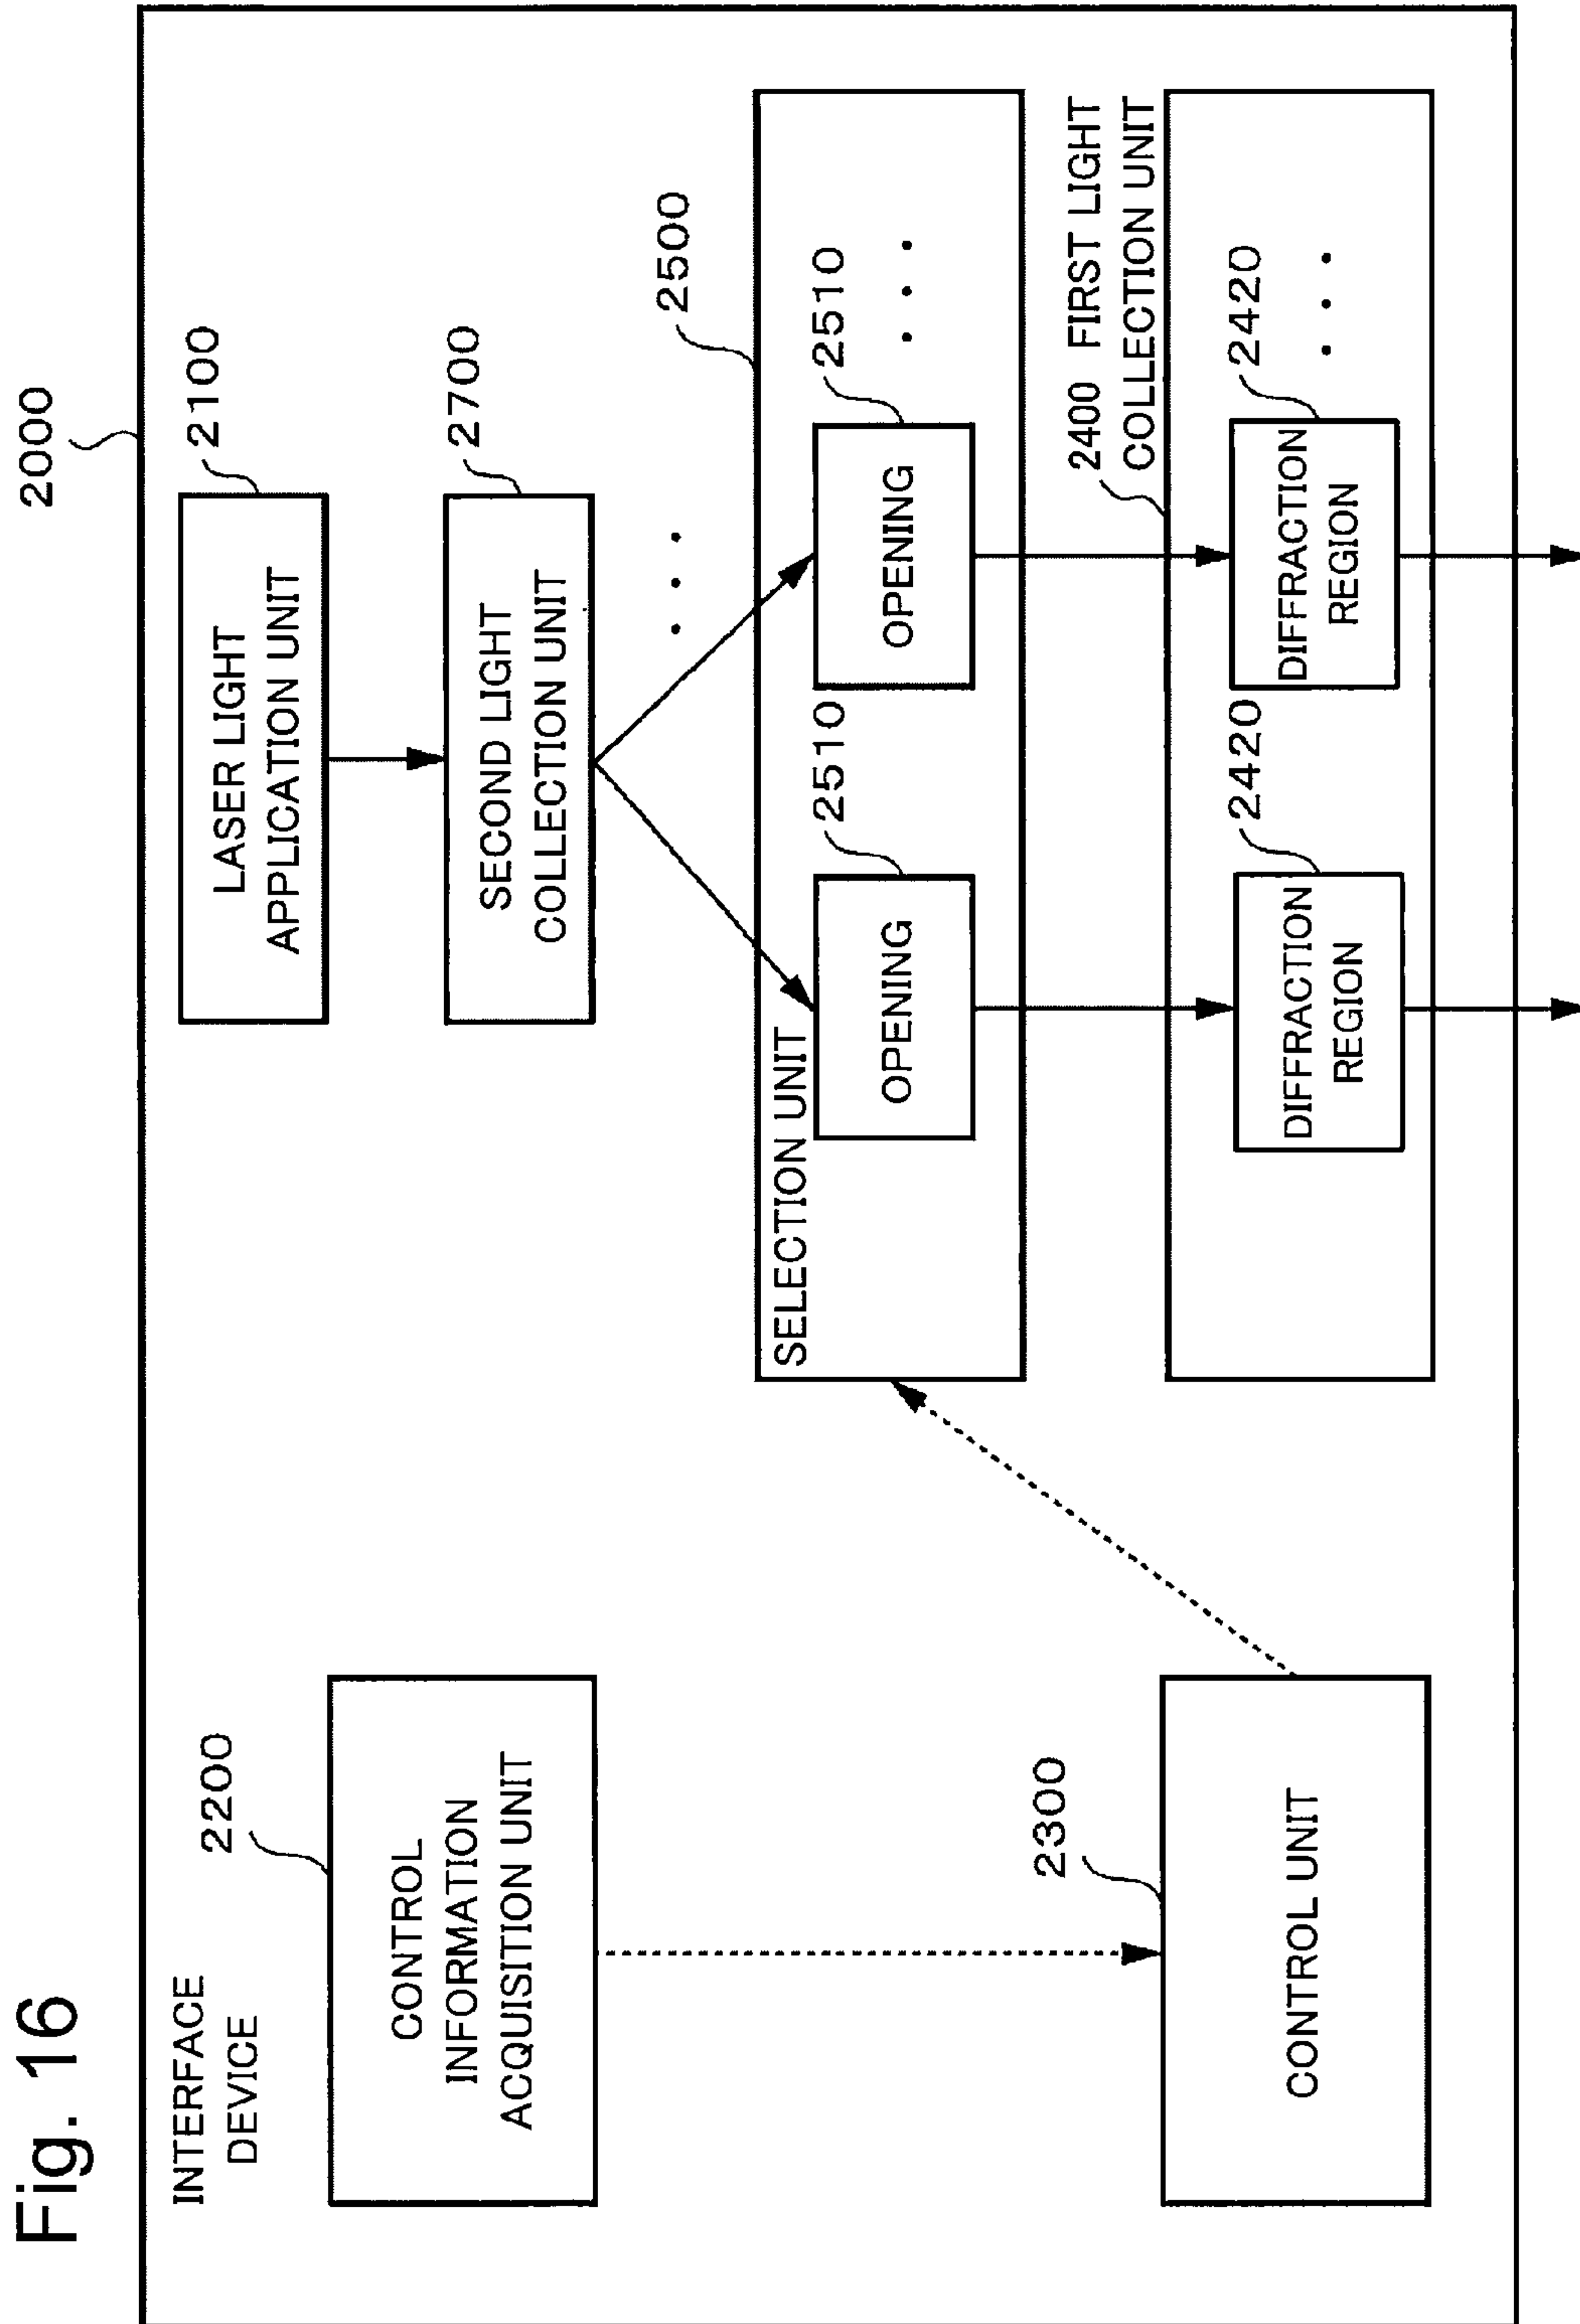 Fig. 16
2000
INTERFACE
DEVICE
2200
CONTROL
INFORMATION
ACQUISITION UNIT
2300
CONTROL UNIT
2100
LASER LIGHT
APPLICATION UNIT
2700
SECOND LIGHT
COLLECTION UNIT
• • •
2500
SELECTION UNIT
2510
OPENING
2510
OPENING
• • •
2400 FIRST LIGHT
COLLECTION UNIT
2420
DIFFRACTION
REGION
2420
DIFFRACTION
REGION
• • •